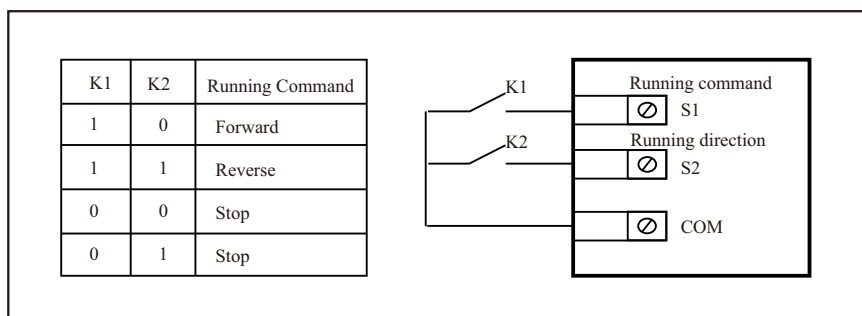 K1 K2 Running Command
1 0 Forward
1 1 Reverse
0 0 Stop
0 1 Stop
K1
K2
Running command
S1
Running direction
S2
COM